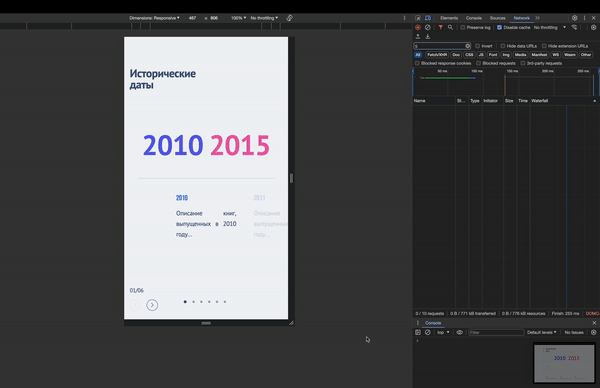 Dimensions: Responsive ▾ 467 × 806 100% ▾ No throttling ▾
Elements Console Sources Network »
Preserve log Disable cache No throttling
Invert Hide data URLs Hide extension URLs
All Fetch/XHR Doc CSS JS Font Img Media Manifest WS Wasm Other
Blocked response cookies Blocked requests 3rd-party requests
50 ms 100 ms 150 ms 200 ms 250 ms
Name St... Type Initiator Size Time Waterfall
Исторические
даты
2010 2015
2010 2011
Описание книг,
выпущенных в 2010
году...
Описание
выпущенных
году...
01/06
0 / 10 requests 0 B / 771 kB transferred 0 B / 776 kB resources Finish: 255 ms DOMC
Console
top ▾ Filter Default levels ▾ No Issues
2010 2015